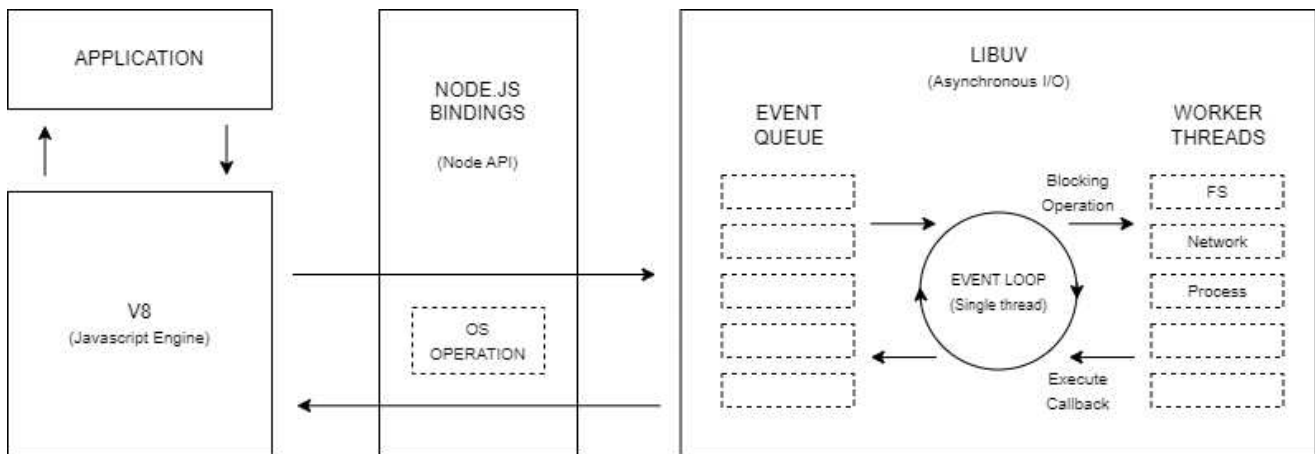 APPLICATION
V8
(Javascript Engine)
NODE.JS
BINDINGS
(Node API)
OS
OPERATION
LIBUV
(Asynchronous I/O)
EVENT
QUEUE
WORKER
THREADS
Blocking
Operation
EVENT LOOP
(Single thread)
Execute
Callback
FS
Network
Process